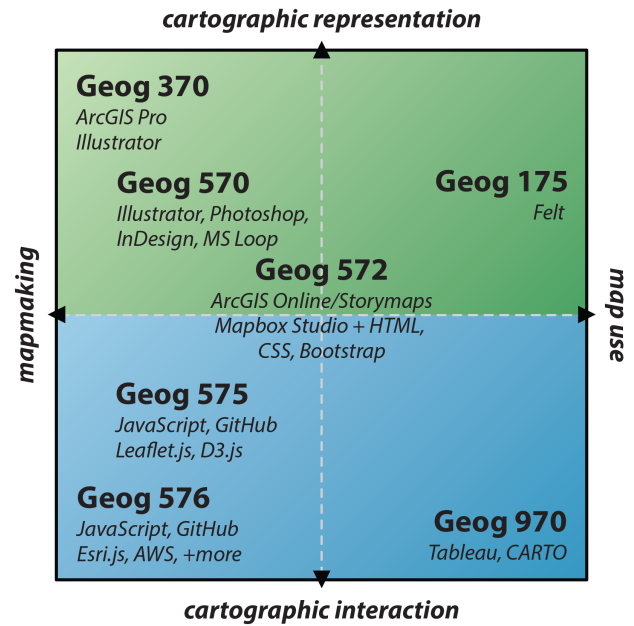 cartographic representation
Geog 370
ArcGIS Pro
Illustrator
Geog 570
Illustrator, Photoshop,
InDesign, MS Loop
Geog 175
Felt
mapmaking
map use
Geog 572
ArcGIS Online/Storymaps
Mapbox Studio + HTML,
CSS, Bootstrap
Geog 575
JavaScript, GitHub
Leaflet.js, D3.js
Geog 576
JavaScript, GitHub
Esri.js, AWS, +more
Geog 970
Tableau, CARTO
cartographic interaction